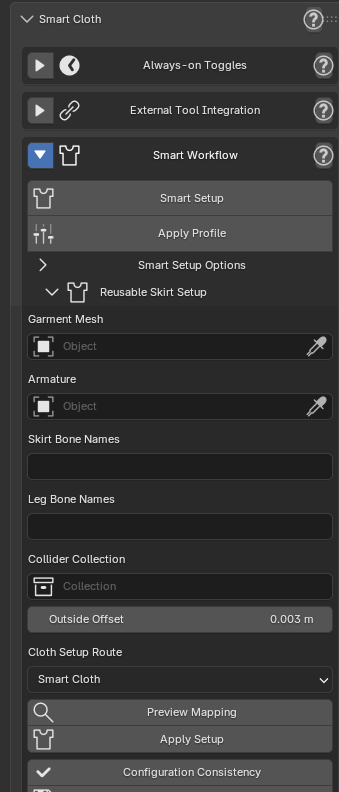 Smart Cloth
Always-on Toggles
External Tool Integration
Smart Workflow
Smart Setup
Apply Profile
Smart Setup Options
Reusable Skirt Setup
Garment Mesh
Object
Armature
Object
Skirt Bone Names
Leg Bone Names
Collider Collection
Collection
Outside Offset 0.003 m
Cloth Setup Route
Smart Cloth
Preview Mapping
Apply Setup
Configuration Consistency